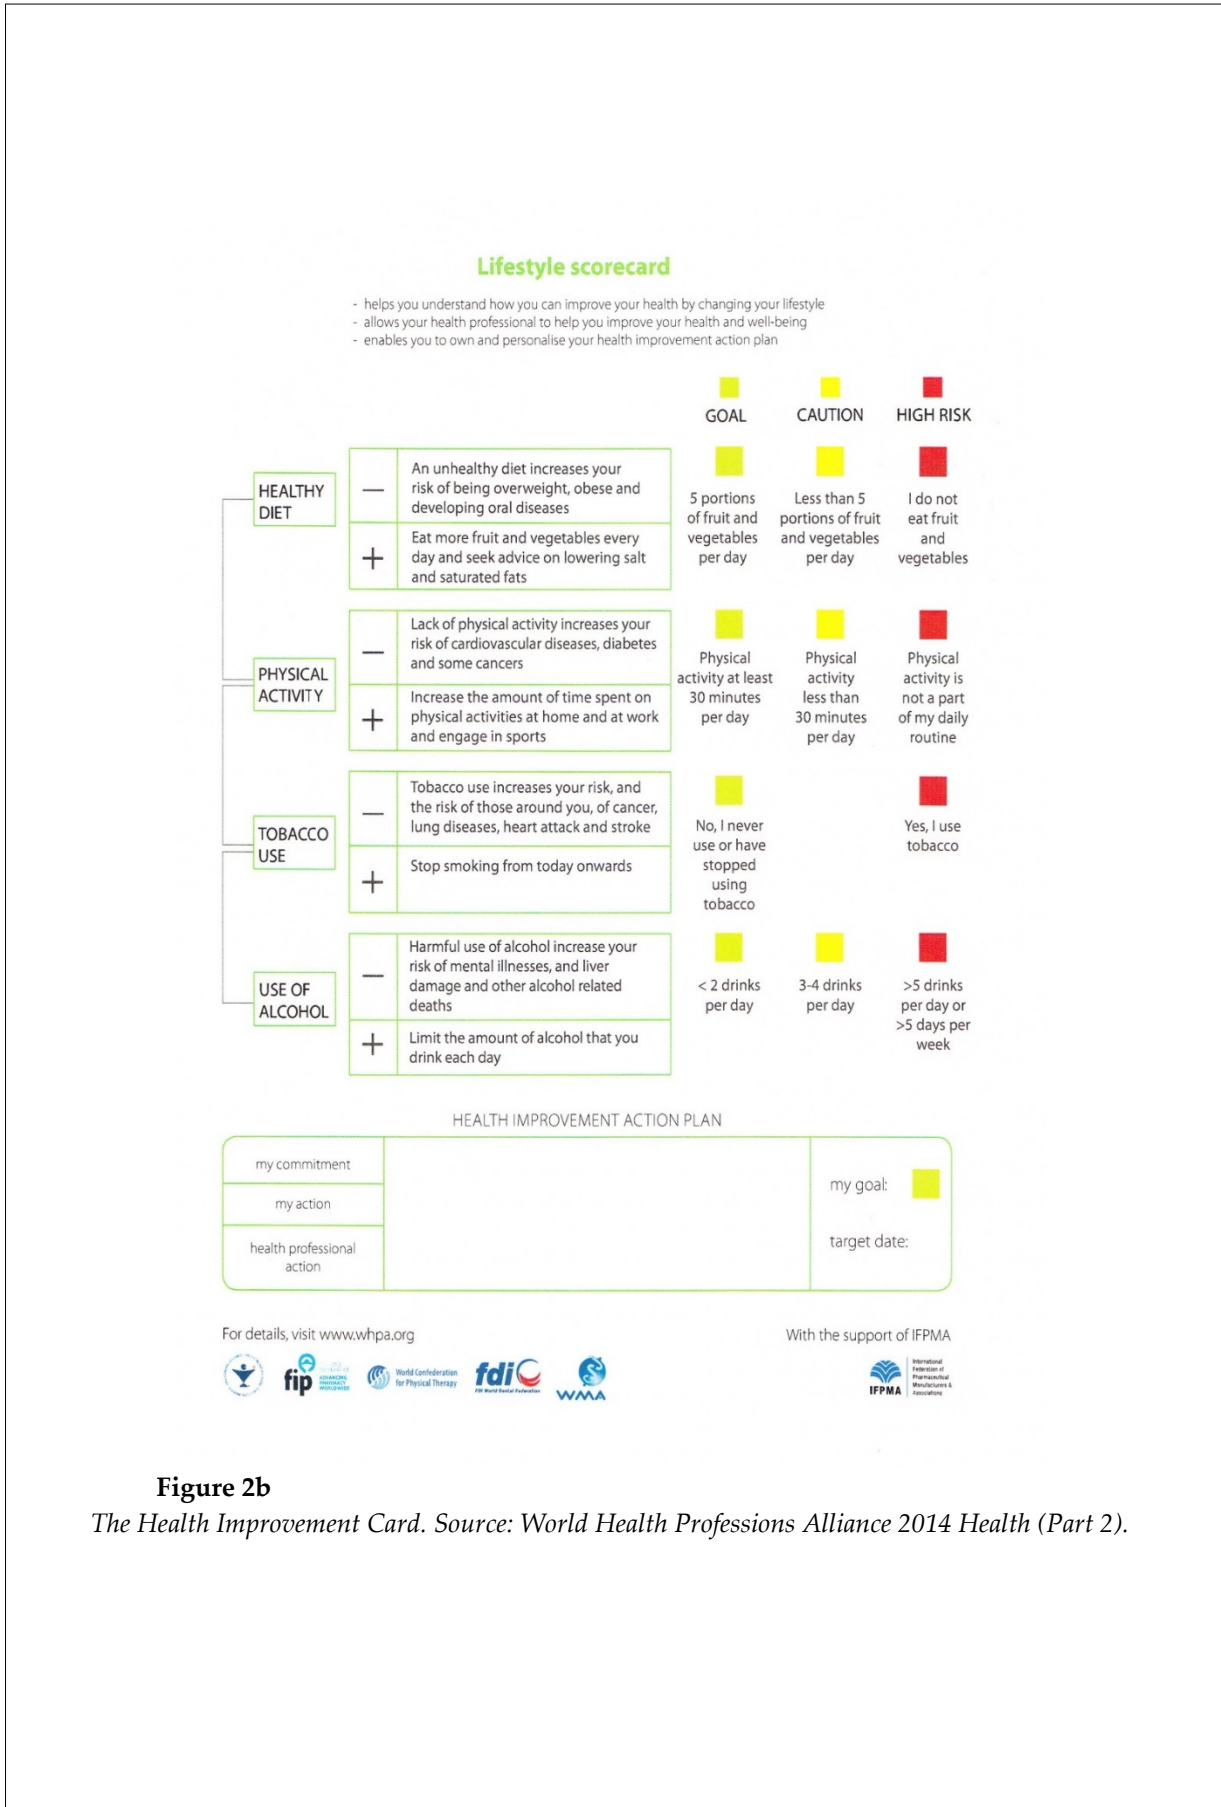 Lifestyle scorecard
- helps you understand how you can improve your health by changing your lifestyle
- allows your health professional to help you improve your health and well-being
- enables you to own and personalise your health improvement action plan
GOAL
CAUTION
HIGH RISK
HEALTHY
DIET
−
An unhealthy diet increases your
risk of being overweight, obese and
developing oral diseases
+
Eat more fruit and vegetables every
day and seek advice on lowering salt
and saturated fats
5 portions
of fruit and
vegetables
per day
Less than 5
portions of fruit
and vegetables
per day
I do not
eat fruit
and
vegetables
PHYSICAL
ACTIVITY
−
Lack of physical activity increases your
risk of cardiovascular diseases, diabetes
and some cancers
+
Increase the amount of time spent on
physical activities at home and at work
and engage in sports
Physical
activity at least
30 minutes
per day
Physical
activity
less than
30 minutes
per day
Physical
activity is
not a part
of my daily
routine
TOBACCO
USE
−
Tobacco use increases your risk, and
the risk of those around you, of cancer,
lung diseases, heart attack and stroke
+
Stop smoking from today onwards
No, I never
use or have
stopped
using
tobacco
Yes, I use
tobacco
USE OF
ALCOHOL
−
Harmful use of alcohol increase your
risk of mental illnesses, and liver
damage and other alcohol related
deaths
+
Limit the amount of alcohol that you
drink each day
< 2 drinks
per day
3-4 drinks
per day
>5 drinks
per day or
>5 days per
week
HEALTH IMPROVEMENT ACTION PLAN
my commitment
my action
health professional
action
my goal:
target date:
For details, visit www.whpa.org
With the support of IFPMA
fip
ADVANCING
PHARMACY
WORLDWIDE
World Confederation
for Physical Therapy
fdi
FDI World Dental Federation
WMA
IFPMA
International
Federation of
Pharmaceutical
Manufacturers &
Associations
Figure 2b
The Health Improvement Card. Source: World Health Professions Alliance 2014 Health (Part 2).